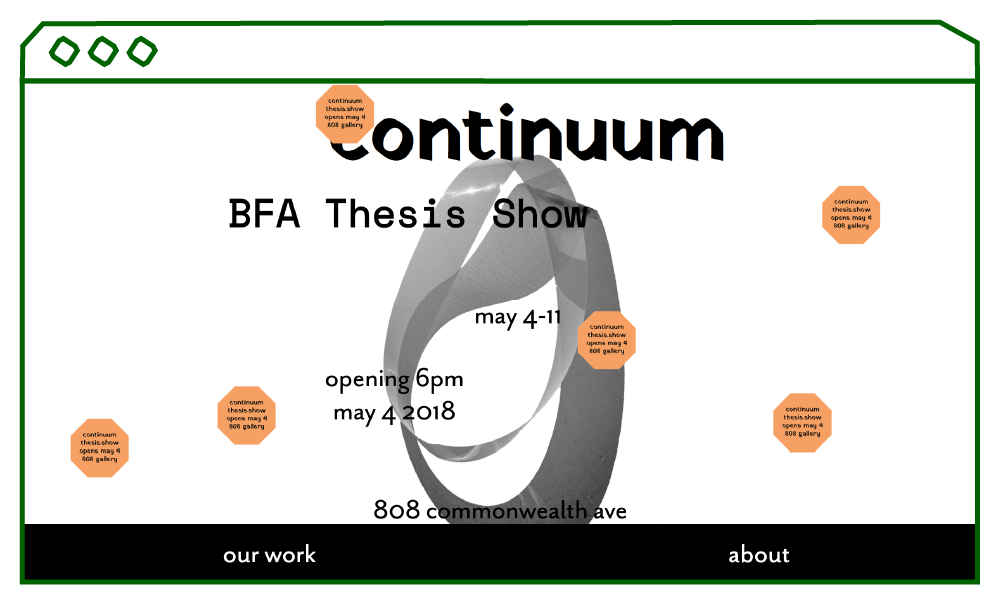 continuum
thesis.show
opens may 4
808 gallery
continuum
BFA Thesis Show
continuum
thesis.show
opens may 4
808 gallery
may 4-11
continuum
thesis.show
opens may 4
808 gallery
opening 6pm
may 4 2018
continuum
thesis.show
opens may 4
808 gallery
continuum
thesis.show
opens may 4
808 gallery
continuum
thesis.show
opens may 4
808 gallery
808 commonwealth ave
our work
about